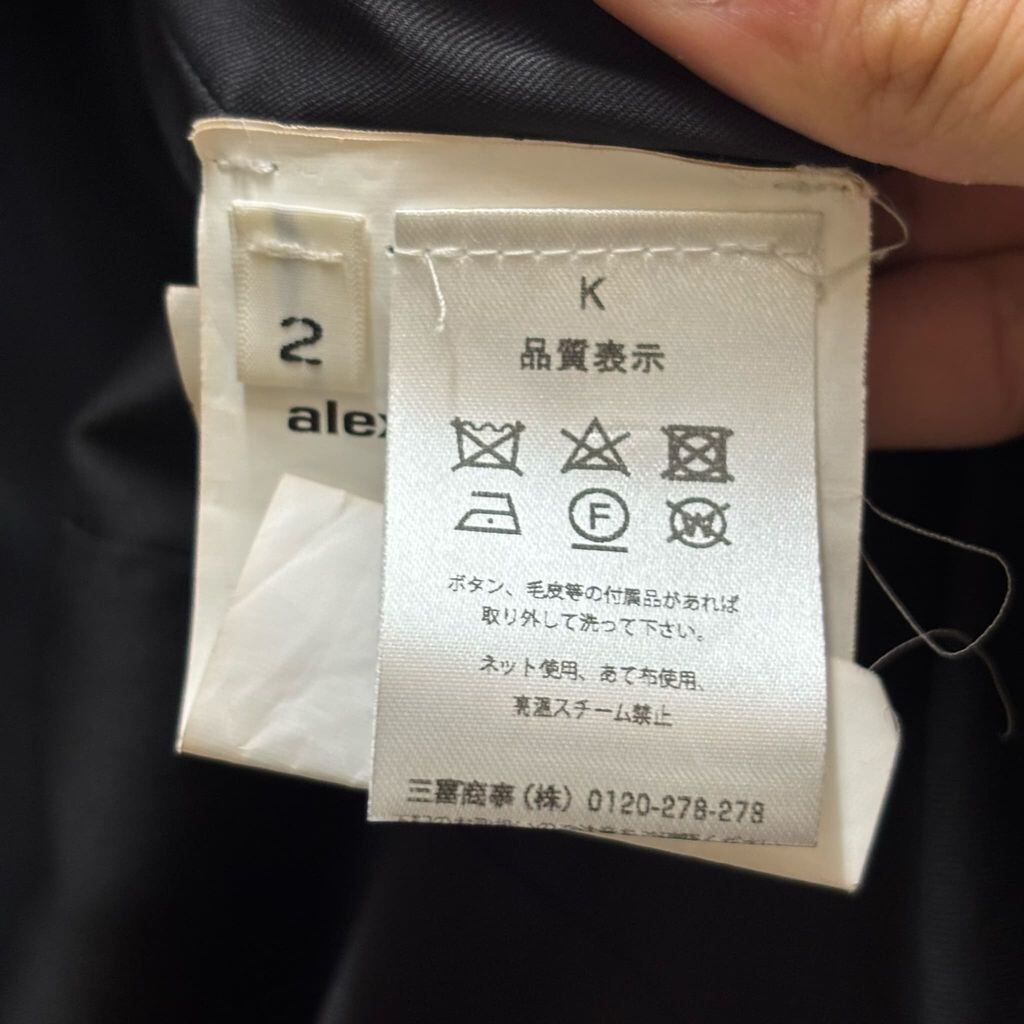 2
alex
K
品質表示
F
W
ボタン、毛皮等の付属品があれば
取り外して洗って下さい。
ネット使用、あて布使用、
高温スチーム禁止
三喜商事(株) 0120-278-278